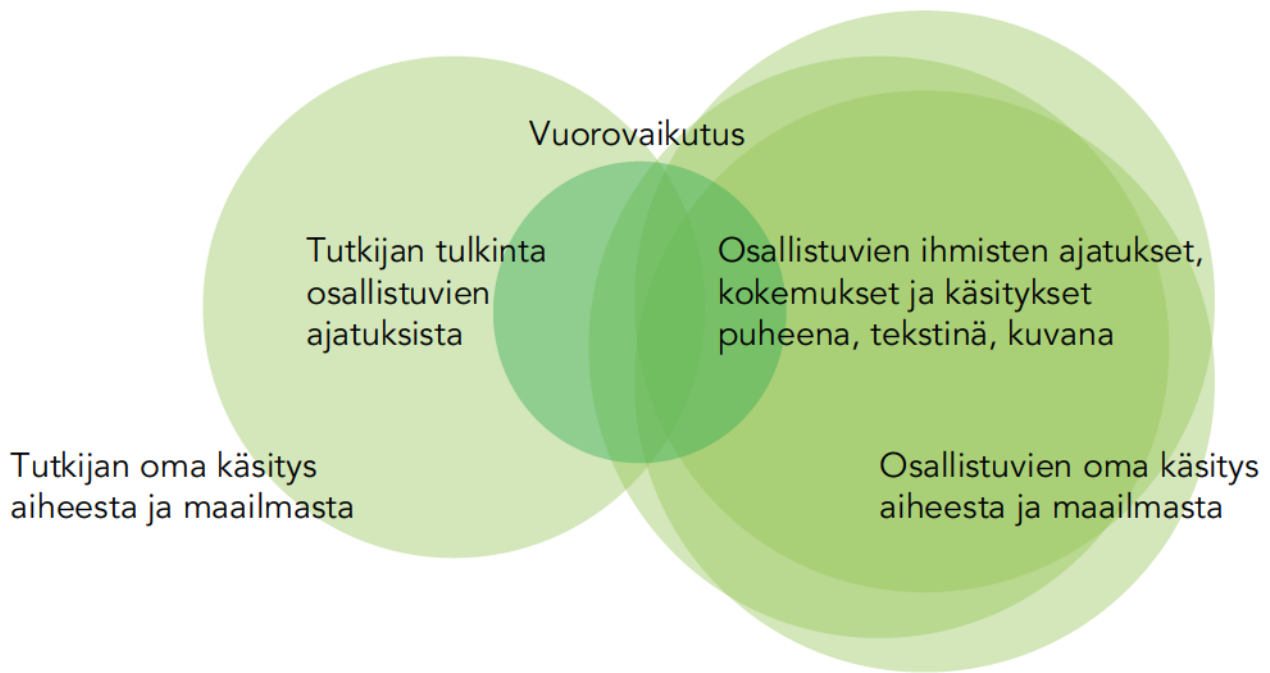 Vuorovaikutus
Tutkijan tulkinta
osallistuvien
ajatuksista
Osallistuvien ihmisten ajatukset,
kokemukset ja käsitykset
puheena, tekstinä, kuvana
Tutkijan oma käsitys
aiheesta ja maailmasta
Osallistuvien oma käsitys
aiheesta ja maailmasta